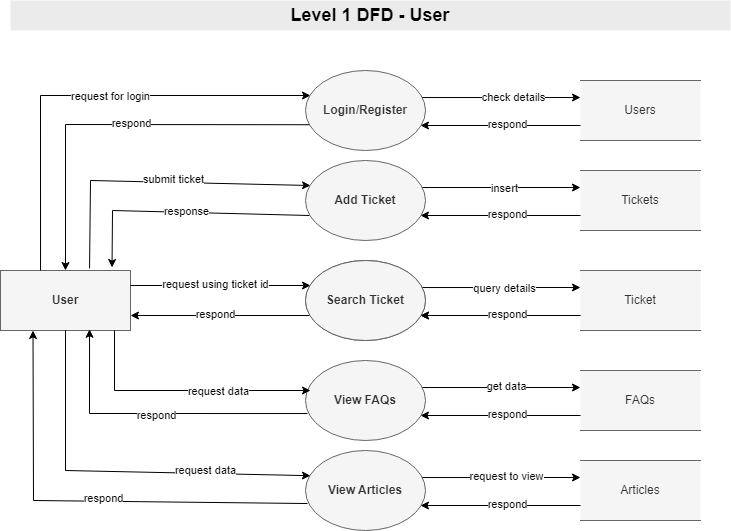 Level 1 DFD - User
request for login
Login/Register
check details
Users
respond
respond
submit ticket
Add Ticket
insert
Tickets
response
respond
User
request using ticket id
Search Ticket
query details
Ticket
respond
respond
request data
View FAQs
get data
FAQs
respond
respond
request data
View Articles
request to view
Articles
respond
respond